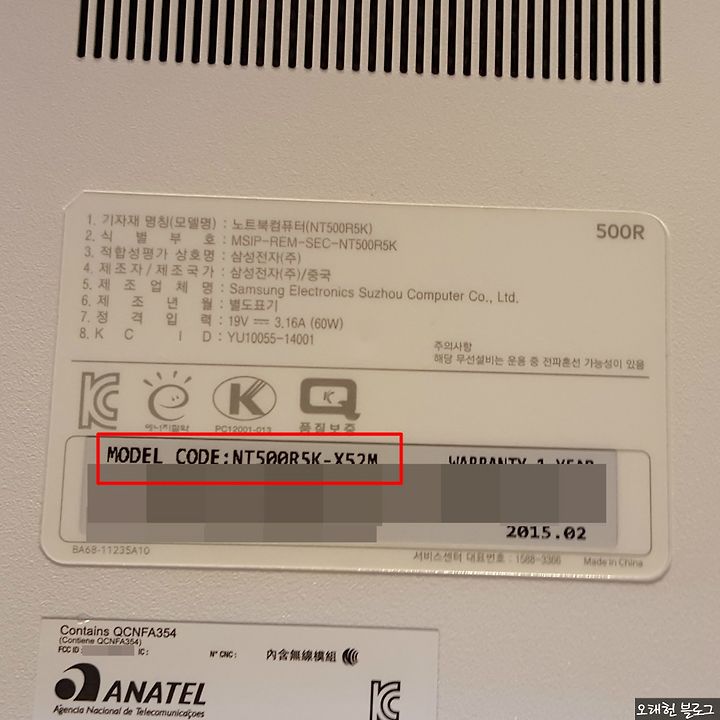 1. 기자재 명칭(모델명) : 노트북컴퓨터(NT500R5K)
500R
2. 식 별 부 호 : MSIP-REM-SEC-NT500R5K
3. 적합성평가 상호명 : 삼성전자(주)
4. 제조자/제조국가 : 삼성전자(주)/중국
5. 제 조 업 체 명 : Samsung Electronics Suzhou Computer Co., Ltd.
6. 제 조 년 월 : 별도표기
7. 정 격 입 력 : 19V 3.16A (60W)
8. K C I D : YU10055-14001
주의사항
해당 무선설비는 운용 중 전파혼선 가능성이 있음
에너지절약
PC12001-013
품질보증
MODEL CODE:NT500R5K-X52M
WARRANTY 1 YEAR
2015.02
BA68-11235A10
서비스센터 대표번호 : 1588-3366
Made in China
Contains QCNFA354
(Contiene QCNFA354)
FCC ID : IC :
N° CNC :
內含無線模組
ANATEL
Agência Nacional de Telecomunicações
오래헌 블로그